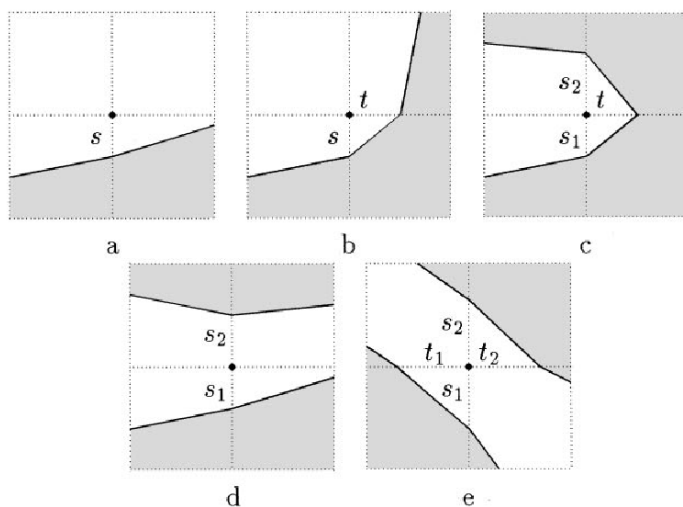 s
s t
s₂ t
s₁
a b c
s₂ s₂
t₁ t₂
s₁ s₁
d e